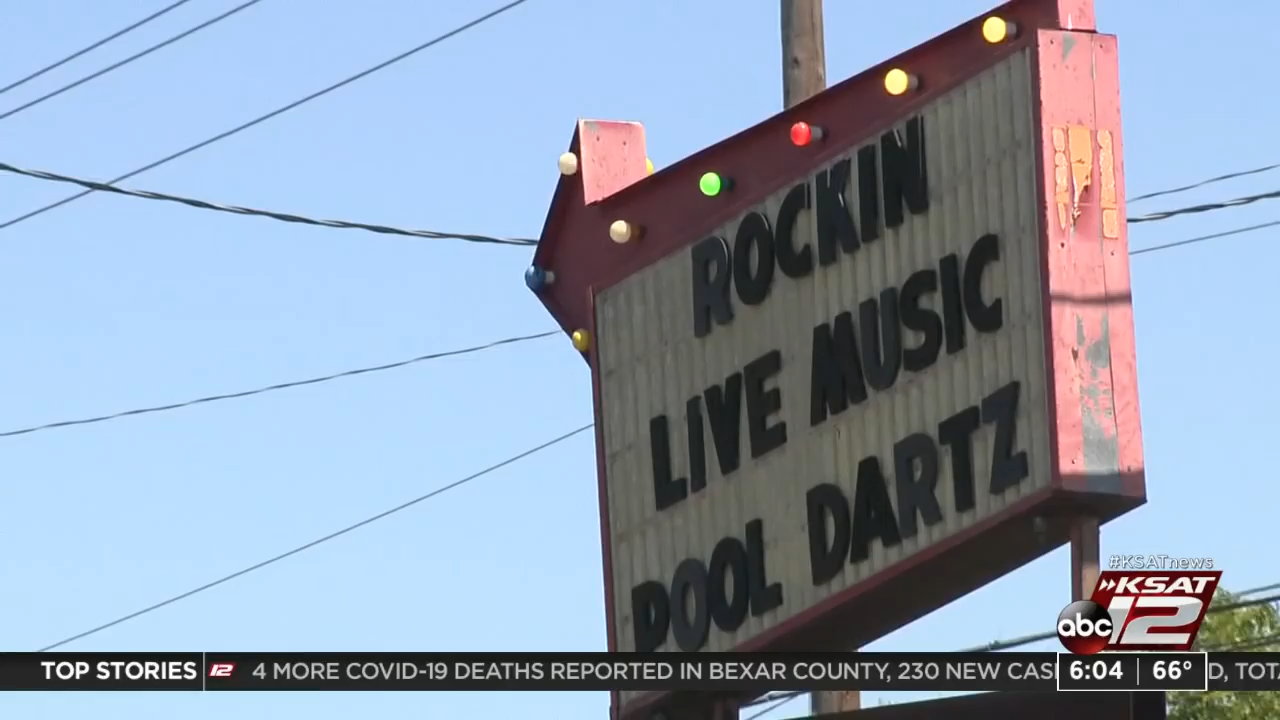 ROCKIN
LIVE MUSIC
POOL DARTZ
#KSATnews
KSAT
abc 12
TOP STORIES 12 4 MORE COVID-19 DEATHS REPORTED IN BEXAR COUNTY, 230 NEW 6:04 66°